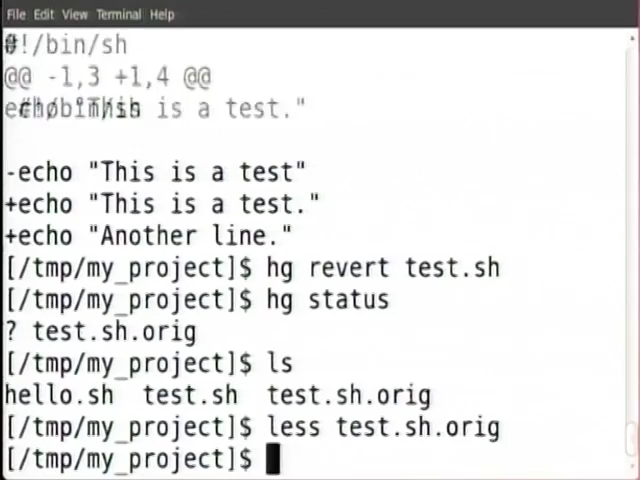 File Edit View Terminal Help
#!/bin/sh
@@ -1,3 +1,4 @@
is a test."
-echo "This is a test"
+echo "This is a test."
+echo "Another line."
[/tmp/my_project]$ hg revert test.sh
[/tmp/my_project]$ hg status
? test.sh.orig
[/tmp/my_project]$ ls
hello.sh  test.sh  test.sh.orig
[/tmp/my_project]$ less test.sh.orig
[/tmp/my_project]$